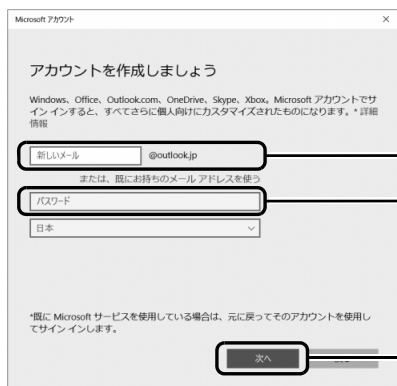 Microsoft アカウント
アカウントを作成しましょう
Windows、Office、Outlook.com、OneDrive、Skype、Xbox。Microsoft アカウントでサ
イン インすると、すべてさらに個人向けにカスタマイズされたものになります。* 詳細
情報
新しいメール @outlook.jp
または、既にお持ちのメール アドレスを使う
パスワード
日本
*既に Microsoft サービスを使用している場合は、元に戻ってそのアカウントを使用し
てサイン インします。
次へ